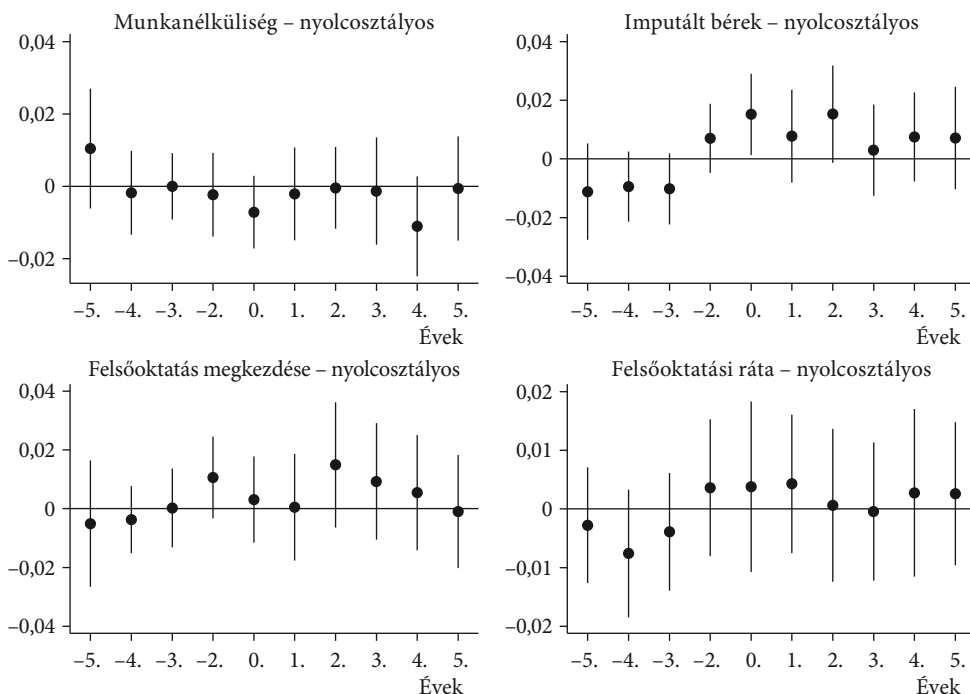 Munkanélküliség – nyolcosztályos
0,04
0,02
0
–0,02
–5. –4. –3. –2. 0. 1. 2. 3. 4. 5.
Évek
Imputált bérek – nyolcosztályos
0,04
0,02
0
–0,02
–0,04
–5. –4. –3. –2. 0. 1. 2. 3. 4. 5.
Évek
Felsőoktatás megkezdése – nyolcosztályos
0,04
0,02
0
–0,02
–0,04
–5. –4. –3. –2. 0. 1. 2. 3. 4. 5.
Évek
Felsőoktatási ráta – nyolcosztályos
0,02
0,01
0
–0,01
–0,02
–5. –4. –3. –2. 0. 1. 2. 3. 4. 5.
Évek